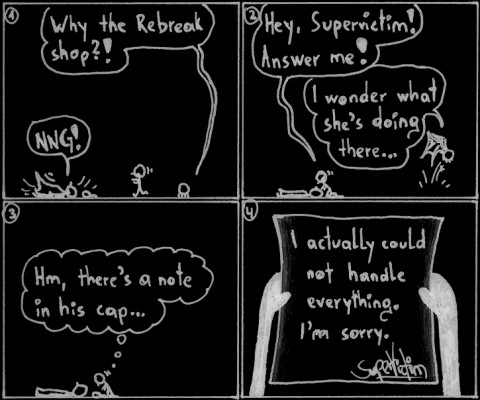 1
Why the Rebreak
shop?!
NNG!
2
Hey, Supervictim!
Answer me!
I wonder what
she's doing
there...
3
Hm, there's a note
in his cap...
4
I actually could
not handle
everything.
I'm sorry.
SuperVictim